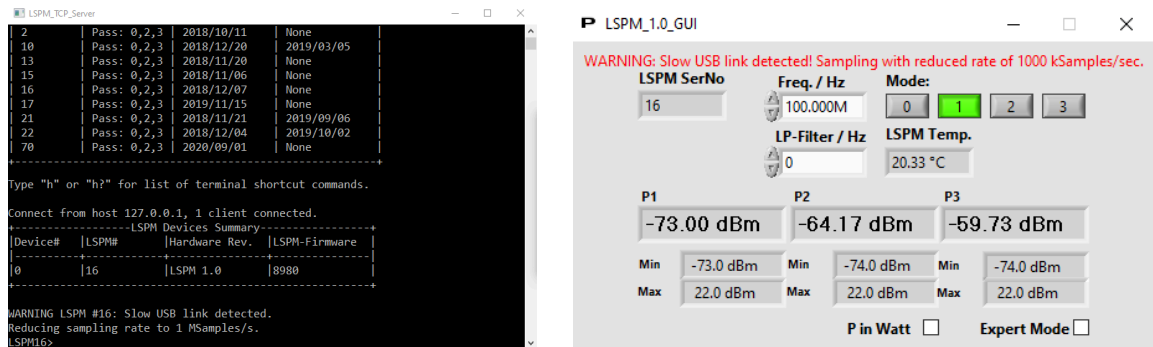 LSPM_TCP_Server
| 2 | Pass: 0,2,3 | 2018/10/11 | None |
| 10 | Pass: 0,2,3 | 2018/12/20 | 2019/03/05 |
| 13 | Pass: 0,2,3 | 2018/11/20 | None |
| 15 | Pass: 0,2,3 | 2018/11/06 | None |
| 16 | Pass: 0,2,3 | 2018/12/07 | None |
| 17 | Pass: 0,2,3 | 2019/11/15 | None |
| 21 | Pass: 0,2,3 | 2018/11/21 | 2019/09/06 |
| 22 | Pass: 0,2,3 | 2018/12/04 | 2019/10/02 |
| 70 | Pass: 0,2,3 | 2020/09/01 | None |
Type "h" or "h?" for list of terminal shortcut commands.
Connect from host 127.0.0.1, 1 client connected.
+------------------LSPM Devices Summary-----------------+
|Device# |LSPM# |Hardware Rev. |LSPM-Firmware |
|0 |16 |LSPM 1.0 |8980 |
WARNING LSPM #16: Slow USB link detected.
Reducing sampling rate to 1 MSamples/s.
LSPM16>
P LSPM_1.0_GUI
WARNING: Slow USB link detected! Sampling with reduced rate of 1000 kSamples/sec.
LSPM SerNo Freq. / Hz Mode:
16 100.000M 0 1 2 3
LP-Filter / Hz LSPM Temp.
0 20.33 °C
P1 P2 P3
-73.00 dBm -64.17 dBm -59.73 dBm
Min -73.0 dBm Min -74.0 dBm Min -74.0 dBm
Max 22.0 dBm Max 22.0 dBm Max 22.0 dBm
P in Watt Expert Mode